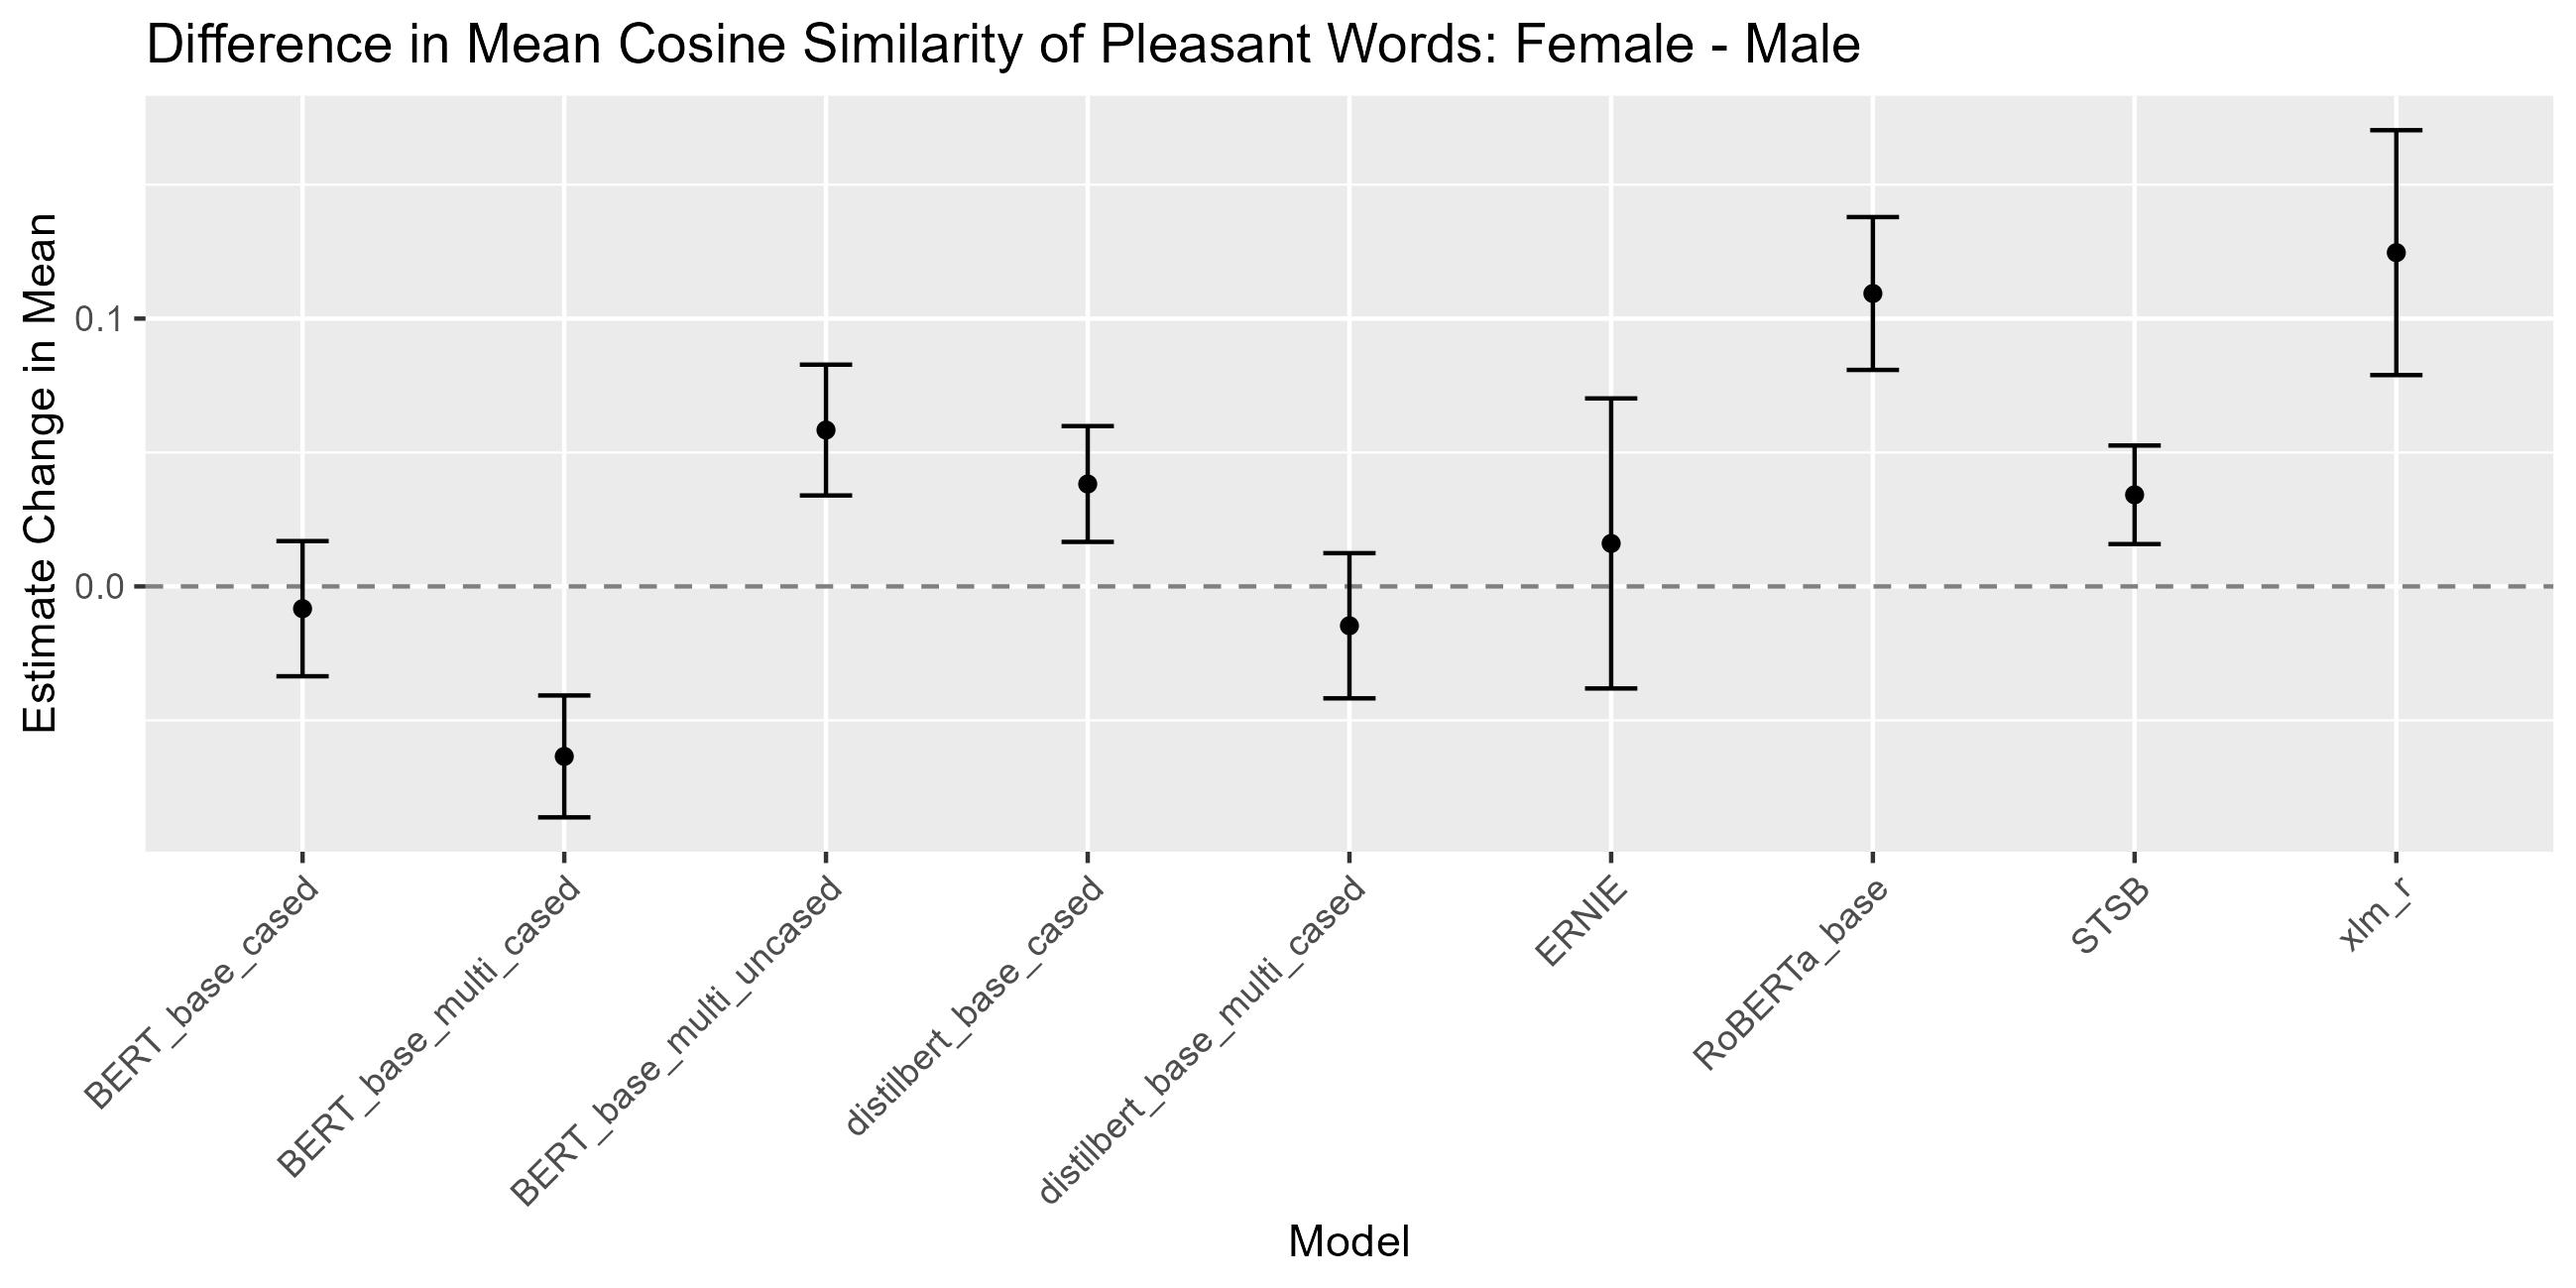 Difference in Mean Cosine Similarity of Pleasant Words: Female - Male
Estimate Change in Mean
0.1
0.0
BERT_base_cased
BERT_base_multi_cased
BERT_base_multi_uncased
distilbert_base_cased
distilbert_base_multi_cased
ERNIE
RoBERTa_base
STSB
xlm_r
Model